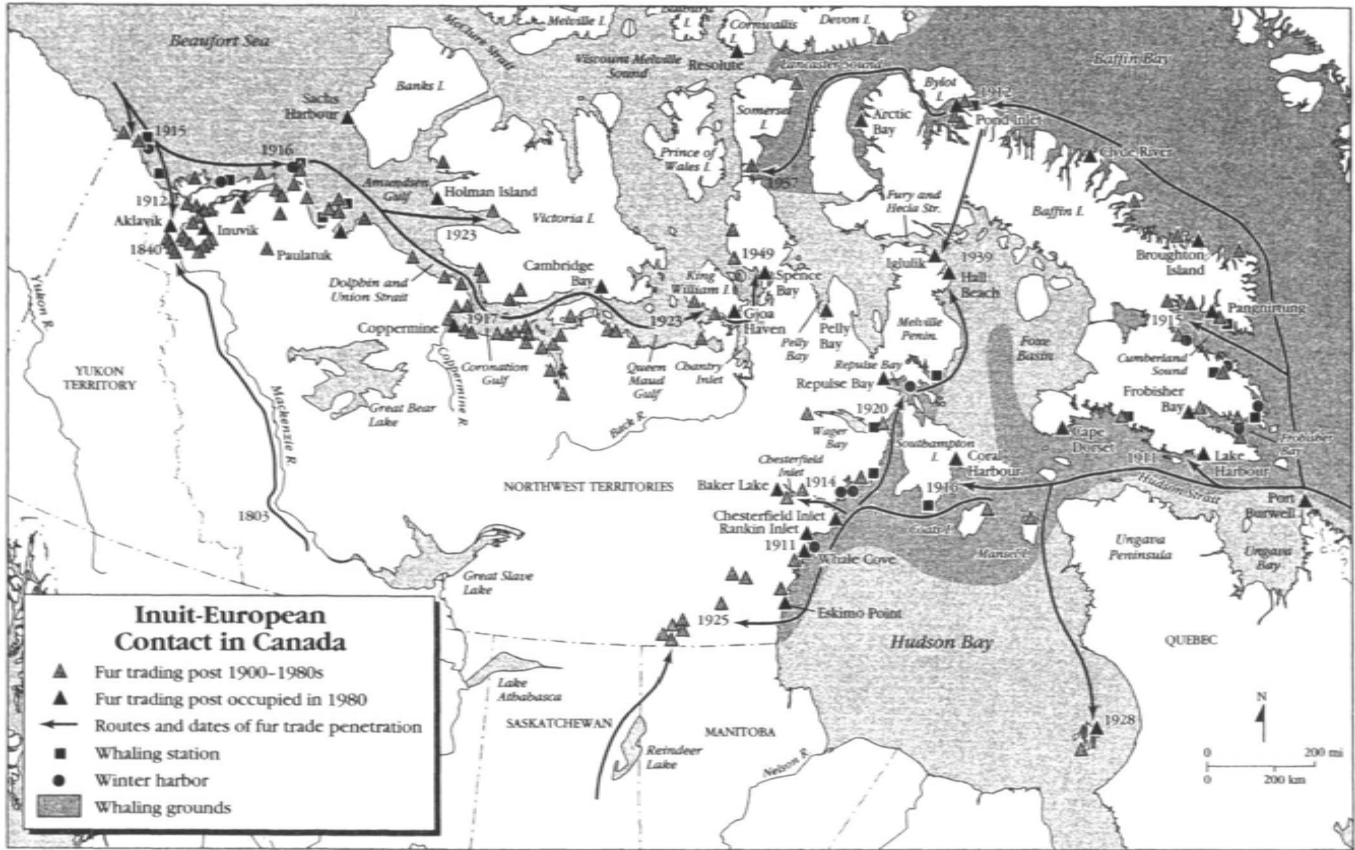 Beaufort Sea
McClure Strait
Melville I.
Bathurst
I.
Cornwallis
I.
Devon I.
Resolute
Viscount Melville
Sound
Lancaster Sound
Baffin Bay
Banks I.
Sachs
Harbour
Somerset
I.
Bylot
I.
1912
Pond Inlet
Arctic
Bay
Clyde River
Prince of
Wales I.
1937
1915
1916
Amundsen
Gulf
Holman Island
Victoria I.
1923
Fury and
Hecla Str.
Baffin I.
1912
Aklavik
1840
Inuvik
Paulatuk
Dolphin and
Union Strait
Cambridge
Bay
King
William I.
1949
Spence
Bay
Iglulik
1939
Hall
Beach
Broughton
Island
Coppermine
1917
1923
Gjoa
Haven
Pelly
Bay
Pelly
Bay
Melville
Penin.
Foxe
Basin
Pangnirtung
1915
Cumberland
Sound
Coronation
Gulf
Queen
Maud
Gulf
Chantry
Inlet
Repulse Bay
Repulse Bay
Frobisher
Bay
Frobisher
Bay
YUKON
TERRITORY
Yukon R.
Mackenzie R.
Great Bear
Lake
Coppermine R.
Back R.
1920
Wager
Bay
Southampton
I.
Cape
Dorset
Coral
Harbour
1911
Lake
Harbour
Chesterfield
Inlet
NORTHWEST TERRITORIES
Baker Lake
1914
1916
Hudson Strait
Port
Burwell
1803
Chesterfield Inlet
Rankin Inlet
Coats I.
Mansel I.
Ungava
Peninsula
Ungava
Bay
1911
Whale Cove
Great Slave
Lake
1925
Eskimo Point
Hudson Bay
QUEBEC
Lake
Athabasca
SASKATCHEWAN
MANITOBA
Reindeer
Lake
Nelson R.
1928
N
0 200 mi
0 200 km
Inuit-European
Contact in Canada
Fur trading post 1900–1980s
Fur trading post occupied in 1980
Routes and dates of fur trade penetration
Whaling station
Winter harbor
Whaling grounds